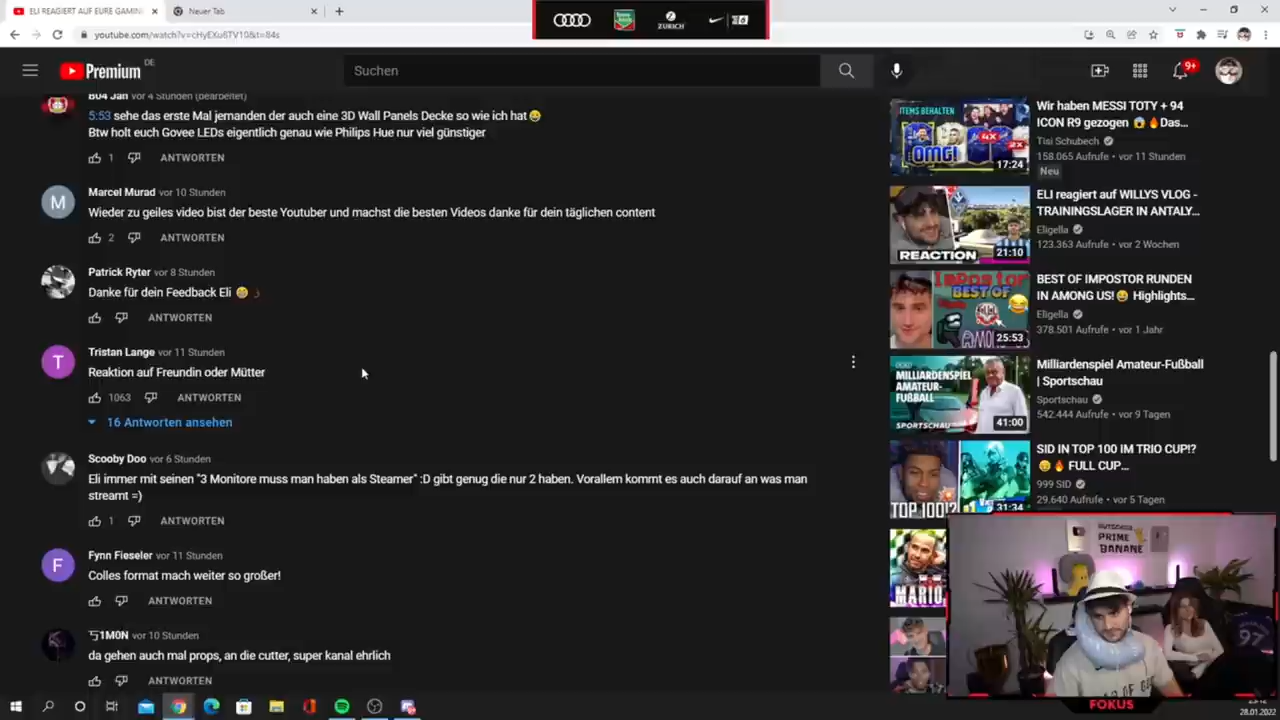 ELI REAGIERT AUF EURE GAMIN
Neuer Tab
youtube.com/watch?v=cHyEXu6TV10&t=84s
ZURICH
Premium DE
Suchen
9+
B04 Jan vor 4 Stunden (bearbeitet)
5:53 sehe das erste Mal jemanden der auch eine 3D Wall Panels Decke so wie ich hat 😂
Btw holt euch Govee LEDs eigentlich genau wie Philips Hue nur viel günstiger
1 ANTWORTEN
M
Marcel Murad vor 10 Stunden
Wieder zu geiles video bist der beste Youtuber und machst die besten Videos danke für dein täglichen content
2 ANTWORTEN
Patrick Ryter vor 8 Stunden
Danke für dein Feedback Eli 😄
ANTWORTEN
T
Tristan Lange vor 11 Stunden
Reaktion auf Freundin oder Mütter
1063 ANTWORTEN
16 Antworten ansehen
Scooby Doo vor 6 Stunden
Eli immer mit seinen "3 Monitore muss man haben als Steamer" :D gibt genug die nur 2 haben. Vorallem kommt es auch darauf an was man
streamt =)
1 ANTWORTEN
F
Fynn Fieseler vor 11 Stunden
Colles format mach weiter so großer!
ANTWORTEN
vor 10 Stunden
da gehen auch mal props, an die cutter, super kanal ehrlich
ANTWORTEN
ITEMS BEHALTEN
4X
OMG!
17:24
Wir haben MESSI TOTY + 94
ICON R9 gezogen 😱🔥Das...
Tisi Schubech
158.065 Aufrufe • vor 11 Stunden
Neu
REACTION
21:10
ELI reagiert auf WILLYS VLOG -
TRAININGSLAGER IN ANTALY...
Eligella
123.363 Aufrufe • vor 2 Wochen
Impostor
BEST OF
AMONG
25:53
BEST OF IMPOSTOR RUNDEN
IN AMONG US!😂 Highlights...
Eligella
378.501 Aufrufe • vor 1 Jahr
MILLIARDENSPIEL
AMATEUR-
FUẞBALL
SPORTSCHAU
41:00
Milliardenspiel Amateur-Fußball
| Sportschau
Sportschau
542.444 Aufrufe • vor 9 Tagen
TOP 100!?
31:34
SID IN TOP 100 IM TRIO CUP!?
🔥 FULL CUP...
999 SID
29.640 Aufrufe • vor 5 Tagen
MARIO
PRIME
BANANE
97
FOKUS
28.01.2022